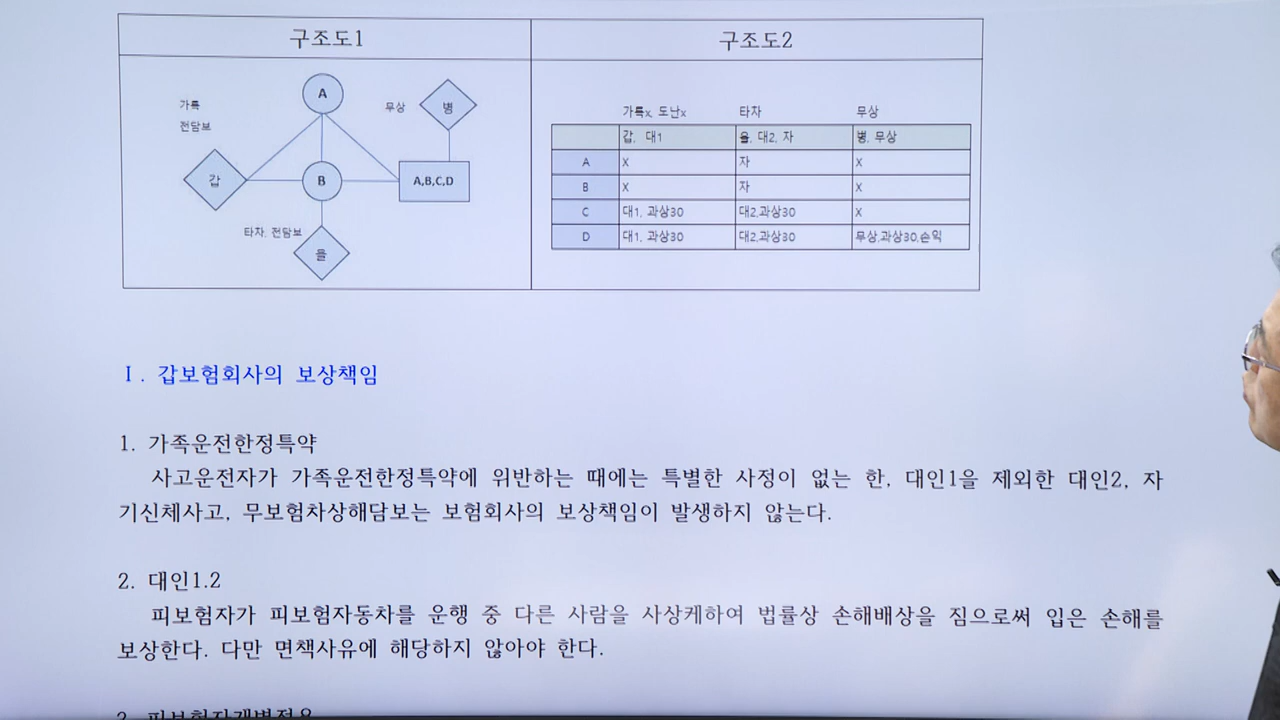 구조도1
구조도2
A
가특
전담보
무상
병
갑
B
A,B,C,D
타차. 전담보
을
가특x, 도난x 타차 무상
갑, 대1 을, 대2, 자 병, 무상
A X 자 X
B X 자 X
C 대1, 과상30 대2,과상30 X
D 대1, 과상30 대2,과상30 무상,과상30,손익
Ⅰ. 갑보험회사의 보상책임
1. 가족운전한정특약
사고운전자가 가족운전한정특약에 위반하는 때에는 특별한 사정이 없는 한, 대인1을 제외한 대인2, 자
기신체사고, 무보험차상해담보는 보험회사의 보상책임이 발생하지 않는다.
2. 대인1.2
피보험자가 피보험자동차를 운행 중 다른 사람을 사상케하여 법률상 손해배상을 짐으로써 입은 손해를
보상한다. 다만 면책사유에 해당하지 않아야 한다.